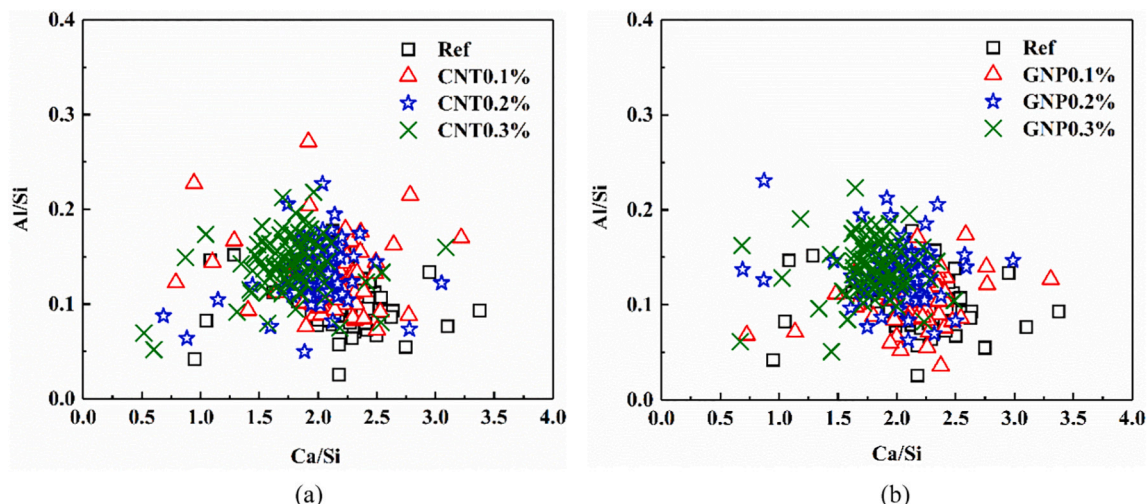 0.4
0.3
0.2
0.1
0.0
Al/Si
0.0 0.5 1.0 1.5 2.0 2.5 3.0 3.5 4.0
Ca/Si
Ref
CNT0.1%
CNT0.2%
CNT0.3%
(a)
0.4
0.3
0.2
0.1
0.0
Al/Si
0.0 0.5 1.0 1.5 2.0 2.5 3.0 3.5 4.0
Ca/Si
Ref
GNP0.1%
GNP0.2%
GNP0.3%
(b)